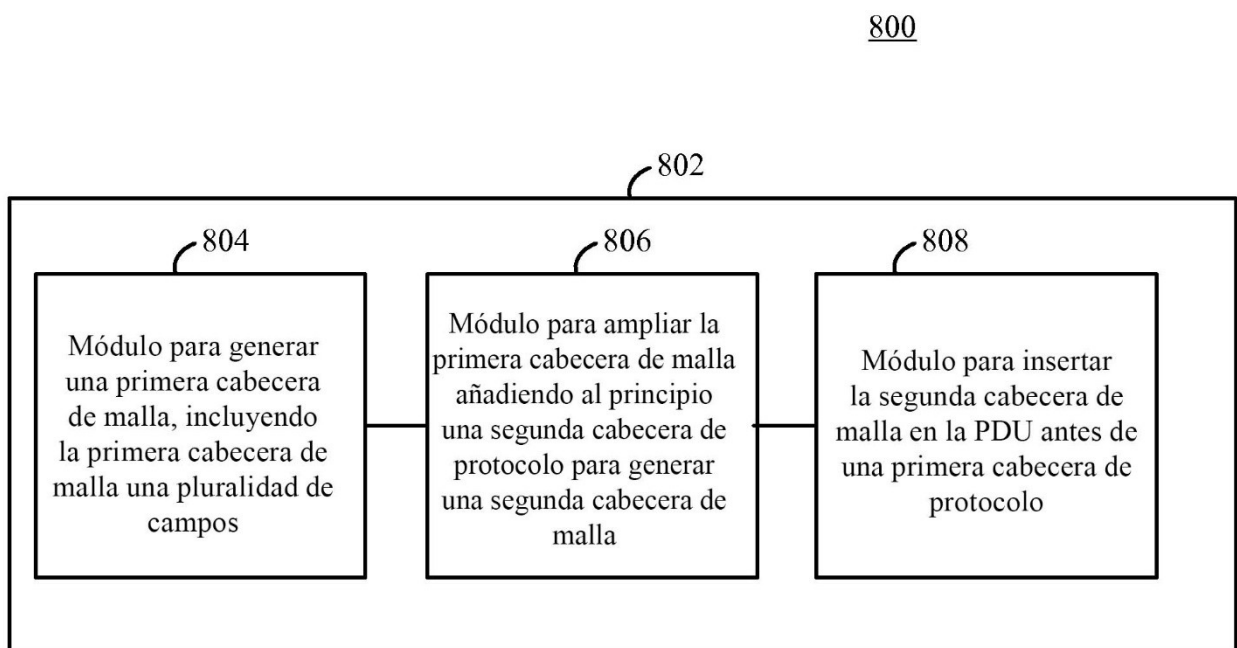 800
802
804
Módulo para generar
una primera cabecera
de malla, incluyendo
la primera cabecera de
malla una pluralidad de
campos
806
Módulo para ampliar la
primera cabecera de malla
añadiendo al principio
una segunda cabecera de
protocolo para generar
una segunda cabecera de
malla
808
Módulo para insertar
la segunda cabecera de
malla en la PDU antes de
una primera cabecera de
protocolo